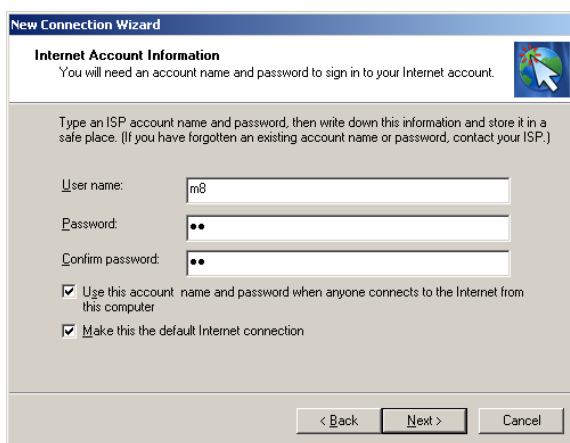 New Connection Wizard
Internet Account Information
You will need an account name and password to sign in to your Internet account.
Type an ISP account name and password, then write down this information and store it in a
safe place. (If you have forgotten an existing account name or password, contact your ISP.)
User name:
m8
Password:
••
Confirm password:
••
Use this account  name and password when anyone connects to the Internet from
this computer
Make this the default Internet connection
< Back
Next >
Cancel